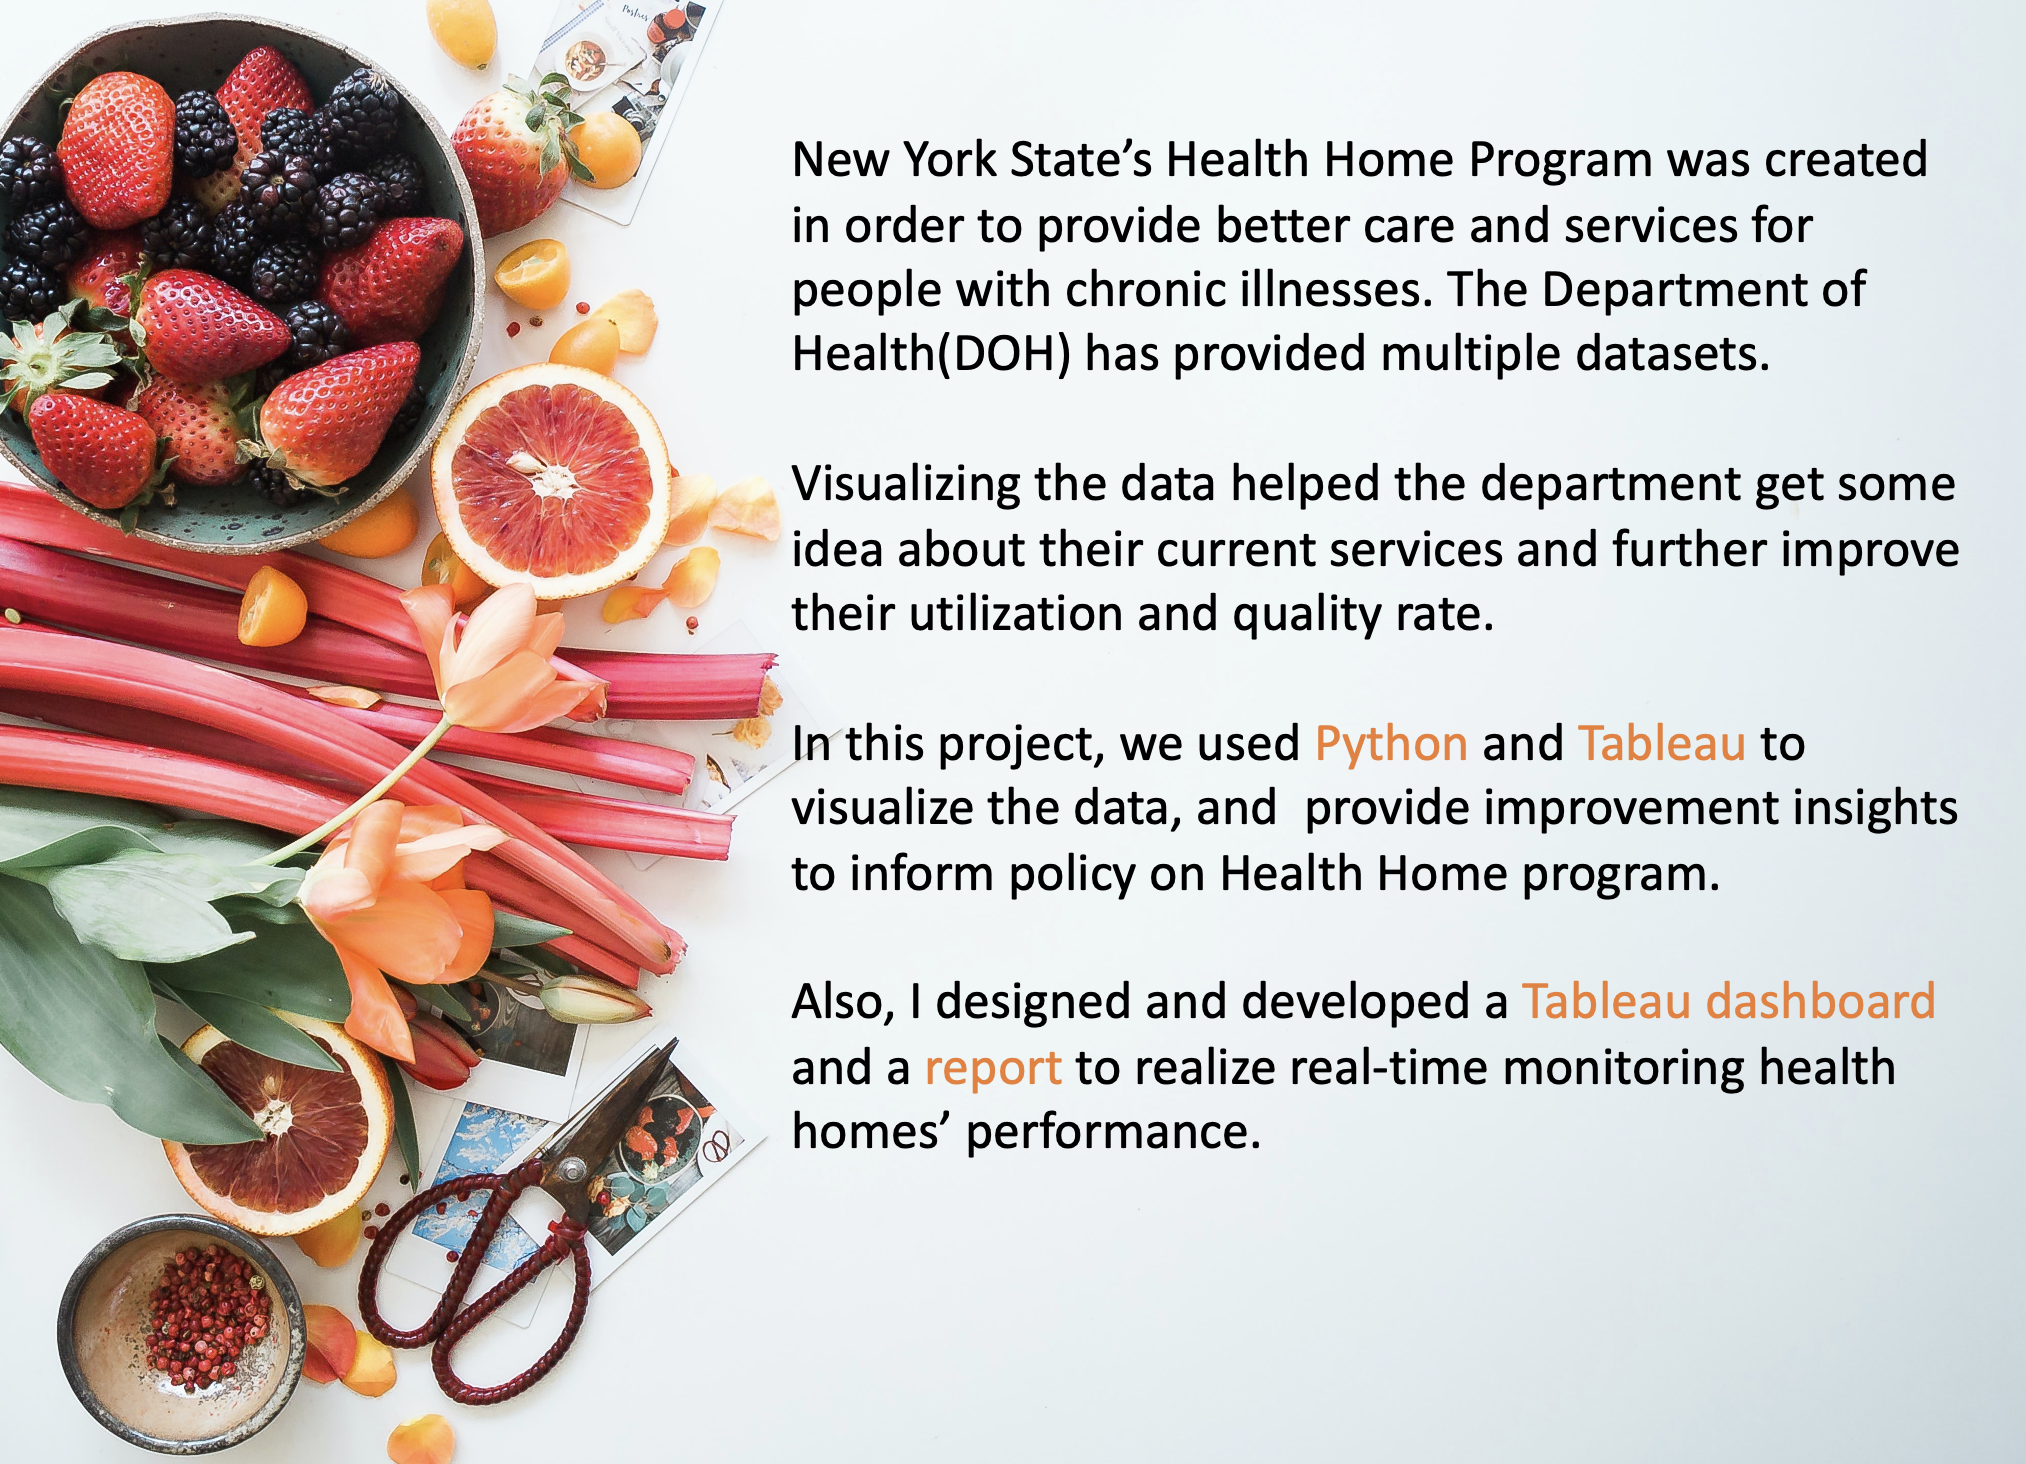 Postres
New York State’s Health Home Program was created
in order to provide better care and services for
people with chronic illnesses. The Department of
Health(DOH) has provided multiple datasets.
Visualizing the data helped the department get some
idea about their current services and further improve
their utilization and quality rate.
In this project, we used Python and Tableau to
visualize the data, and  provide improvement insights
to inform policy on Health Home program.
Also, I designed and developed a Tableau dashboard
and a report to realize real-time monitoring health
homes’ performance.